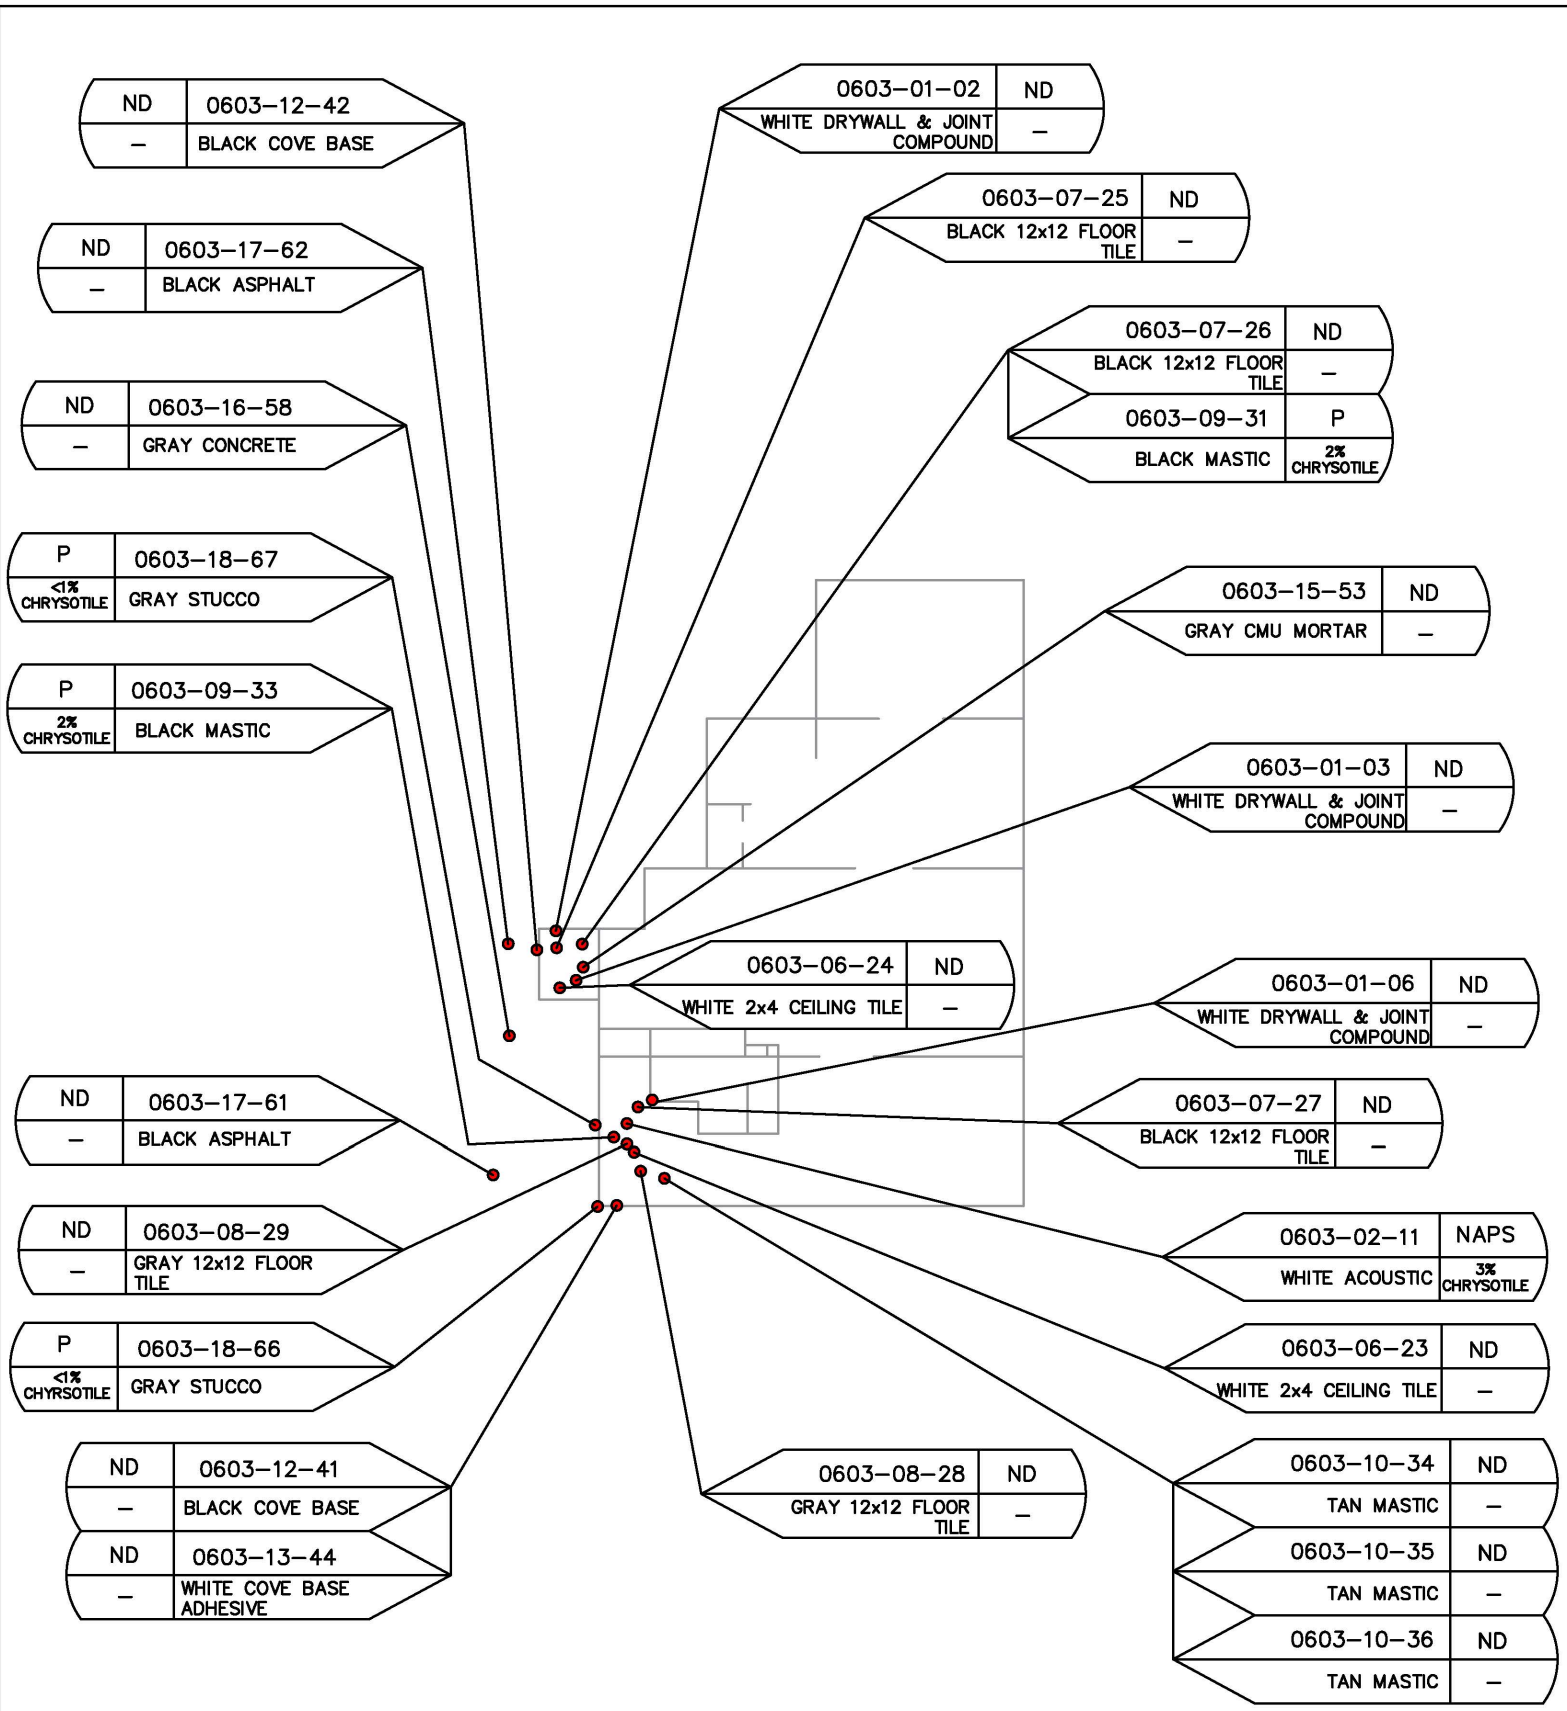 ND 0603-12-42
– BLACK COVE BASE
ND 0603-17-62
– BLACK ASPHALT
ND 0603-16-58
– GRAY CONCRETE
P 0603-18-67
<1%
CHRYSOTILE GRAY STUCCO
P 0603-09-33
2%
CHRYSOTILE BLACK MASTIC
ND 0603-17-61
– BLACK ASPHALT
ND 0603-08-29
– GRAY 12x12 FLOOR
TILE
P 0603-18-66
<1%
CHYRSOTILE GRAY STUCCO
ND 0603-12-41
– BLACK COVE BASE
ND 0603-13-44
– WHITE COVE BASE
ADHESIVE
0603-01-02 ND
WHITE DRYWALL & JOINT
COMPOUND –
0603-07-25 ND
BLACK 12x12 FLOOR
TILE –
0603-07-26 ND
BLACK 12x12 FLOOR
TILE –
0603-09-31 P
BLACK MASTIC 2%
CHRYSOTILE
0603-15-53 ND
GRAY CMU MORTAR –
0603-01-03 ND
WHITE DRYWALL & JOINT
COMPOUND –
0603-06-24 ND
WHITE 2x4 CEILING TILE –
0603-01-06 ND
WHITE DRYWALL & JOINT
COMPOUND –
0603-07-27 ND
BLACK 12x12 FLOOR
TILE –
0603-02-11 NAPS
WHITE ACOUSTIC 3%
CHRYSOTILE
0603-06-23 ND
WHITE 2x4 CEILING TILE –
0603-08-28 ND
GRAY 12x12 FLOOR
TILE –
0603-10-34 ND
TAN MASTIC –
0603-10-35 ND
TAN MASTIC –
0603-10-36 ND
TAN MASTIC –